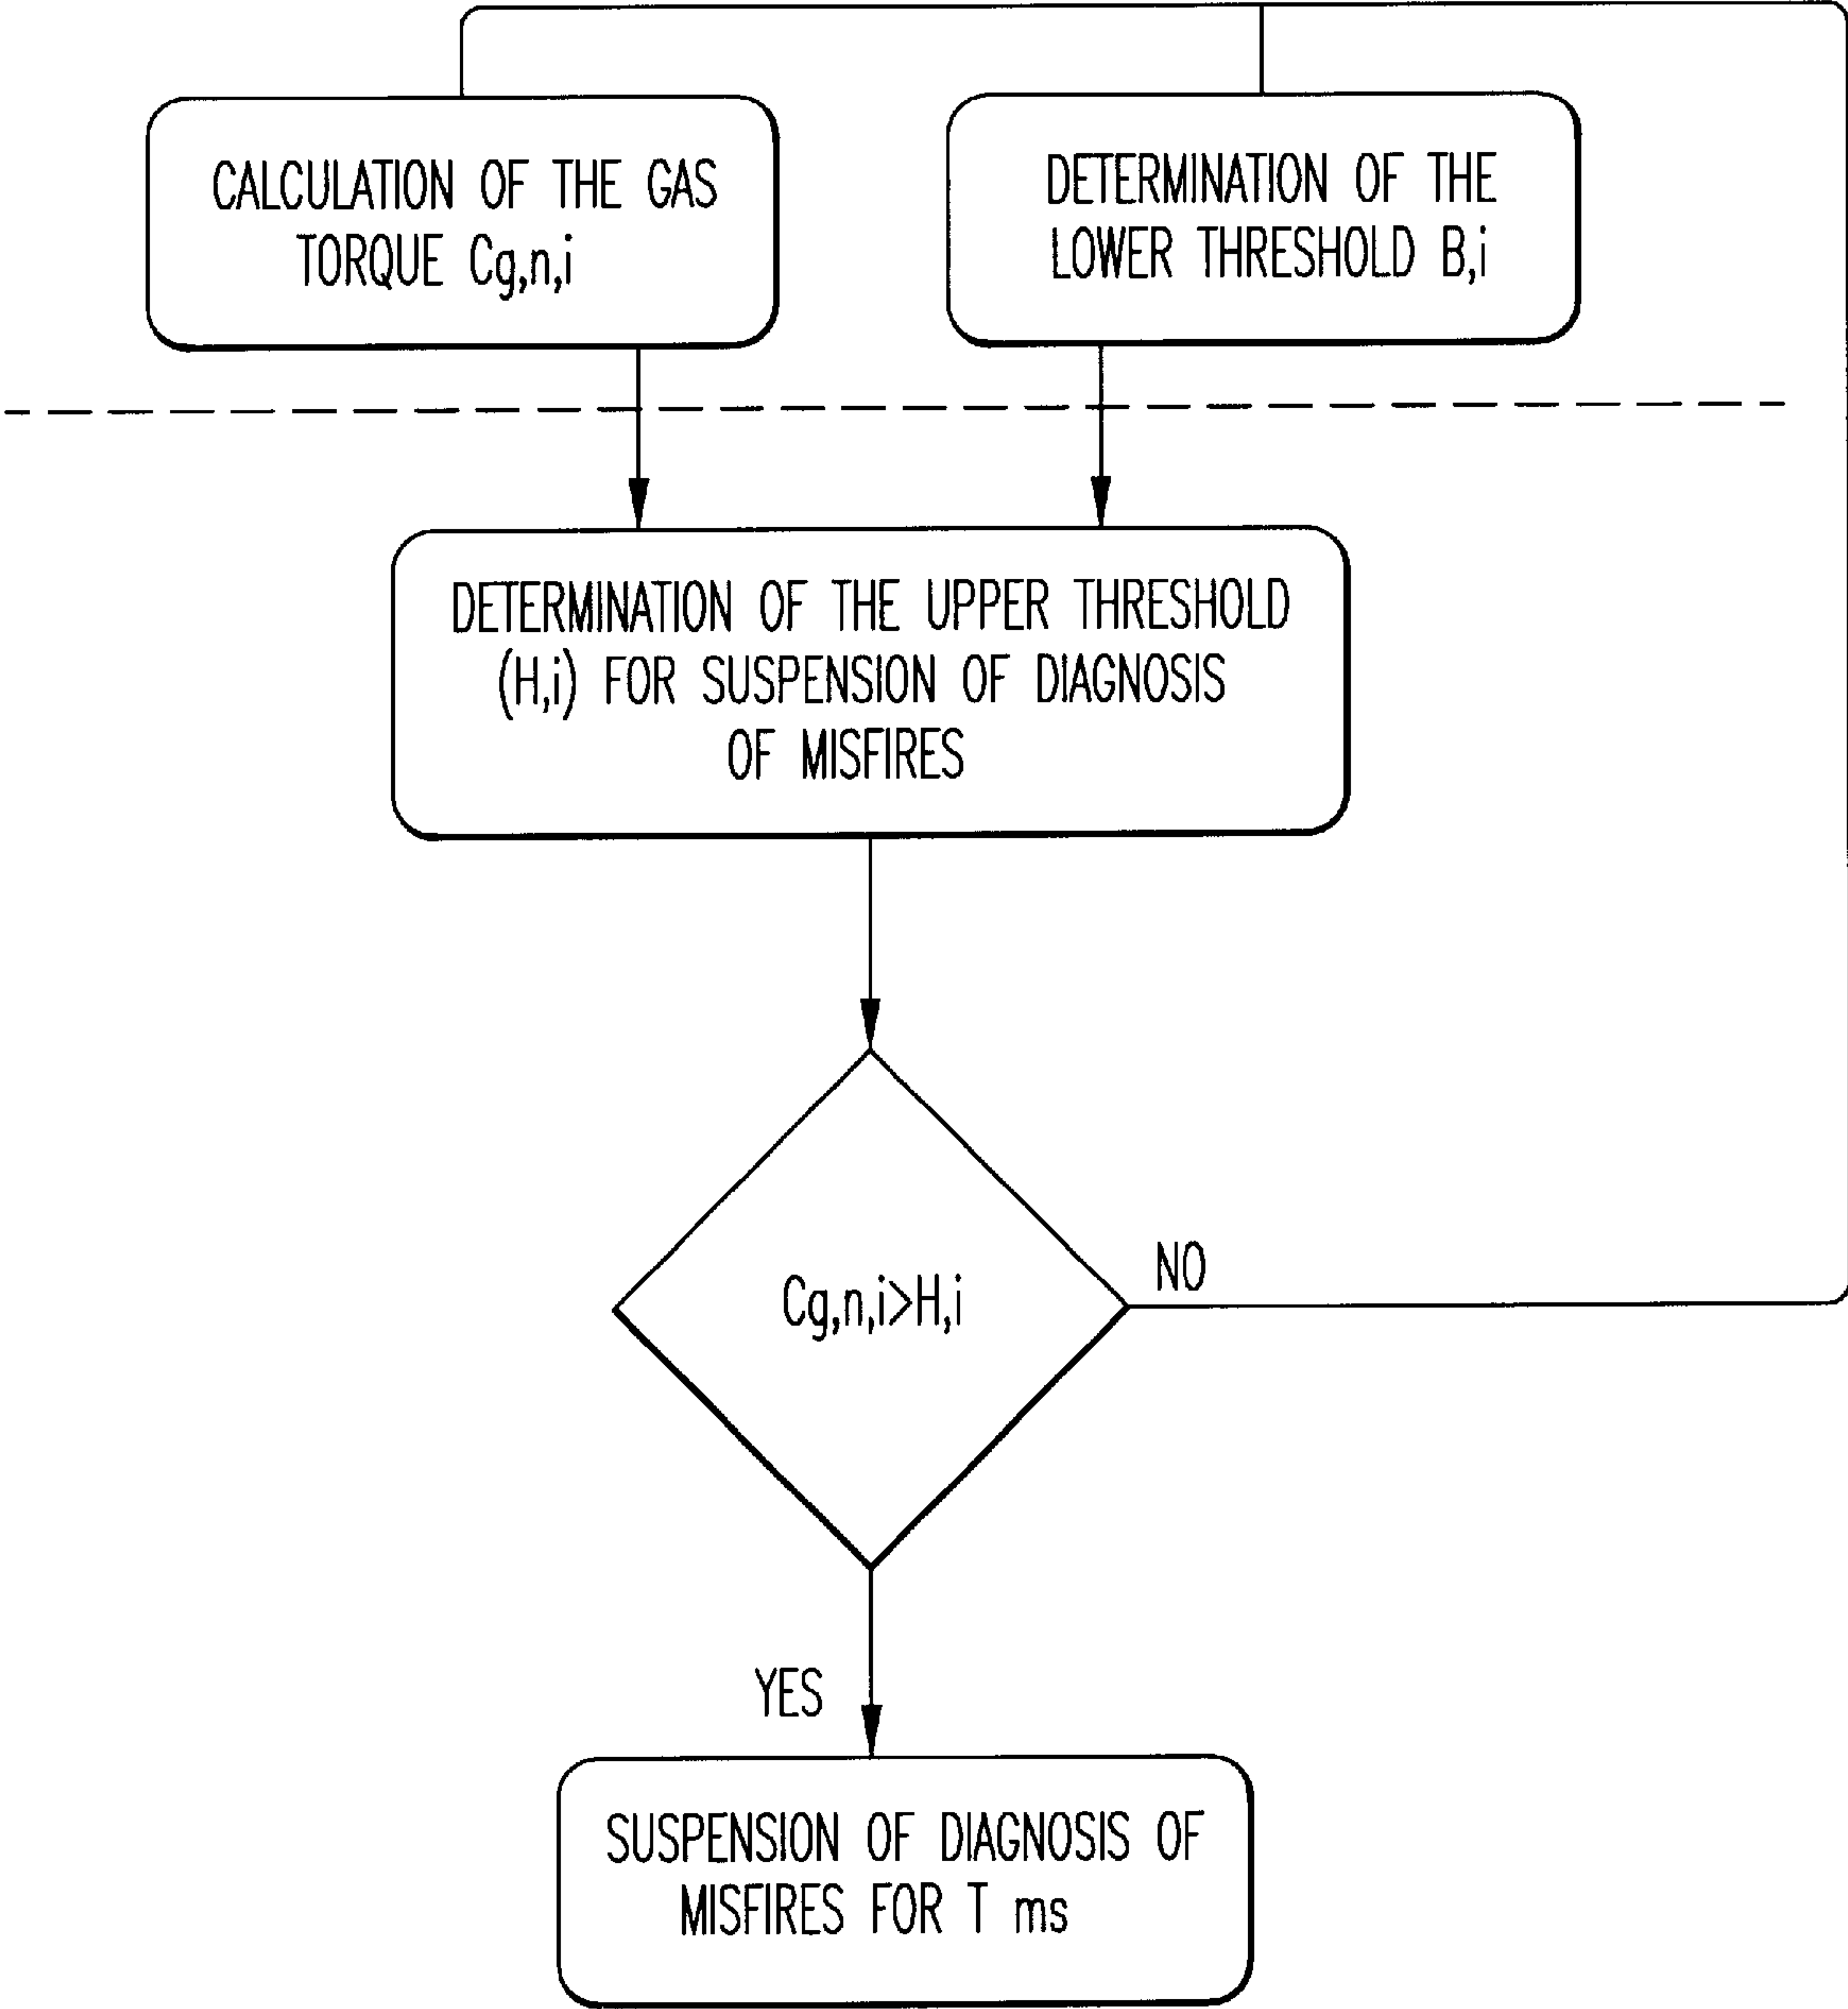 CALCULATION OF THE GAS
TORQUE Cg,n,i
DETERMINATION OF THE
LOWER THRESHOLD B,i
DETERMINATION OF THE UPPER THRESHOLD
(H,i) FOR SUSPENSION OF DIAGNOSIS
OF MISFIRES
Cg,n,i>H,i
NO
YES
SUSPENSION OF DIAGNOSIS OF
MISFIRES FOR T ms